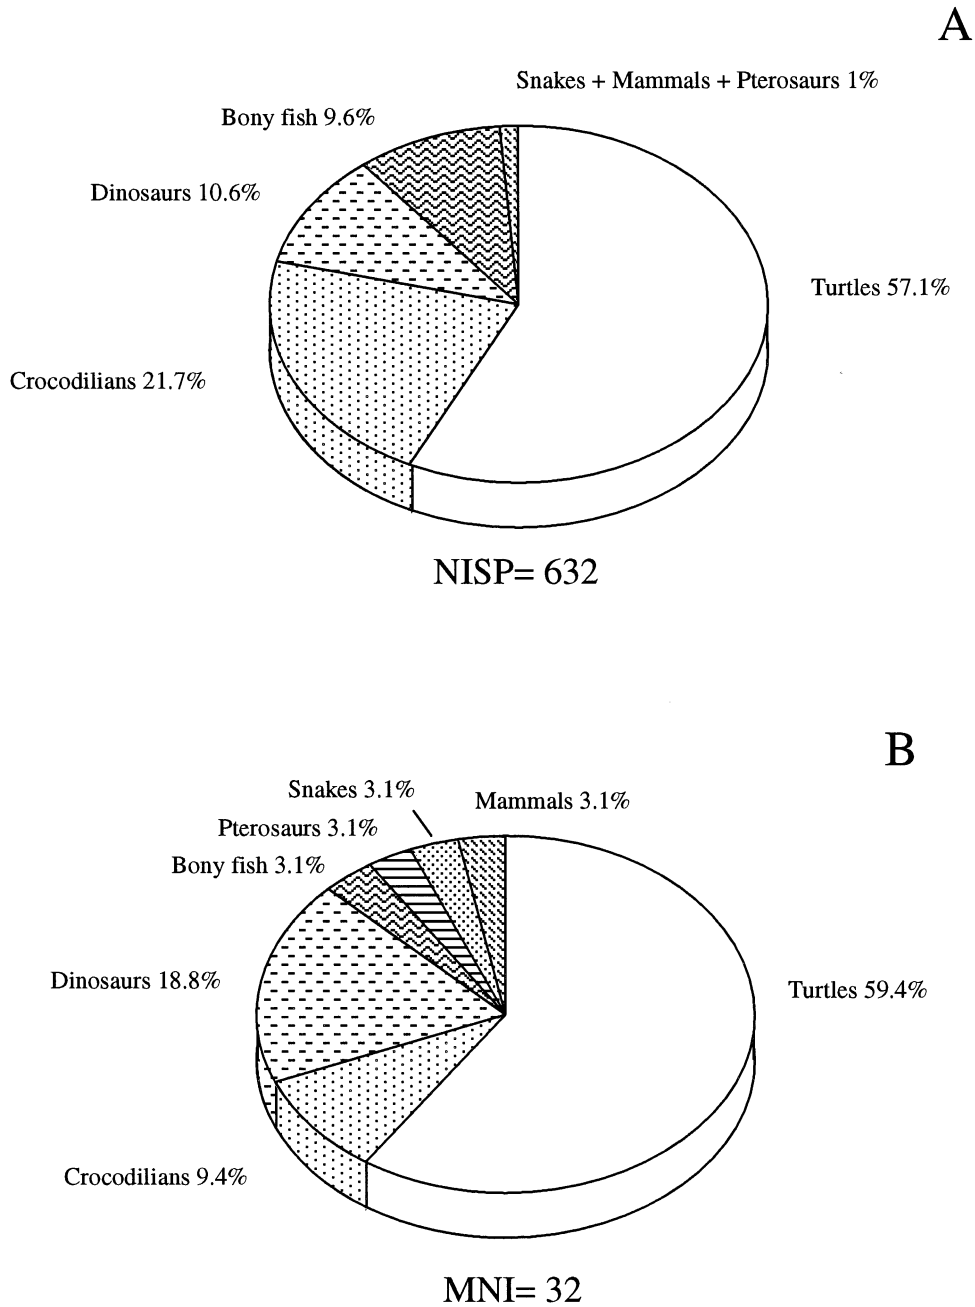 A
Snakes + Mammals + Pterosaurs 1%
Bony fish 9.6%
Dinosaurs 10.6%
Turtles 57.1%
Crocodilians 21.7%
NISP= 632
B
Snakes 3.1%
Mammals 3.1%
Pterosaurs 3.1%
Bony fish 3.1%
Dinosaurs 18.8%
Turtles 59.4%
Crocodilians 9.4%
MNI= 32